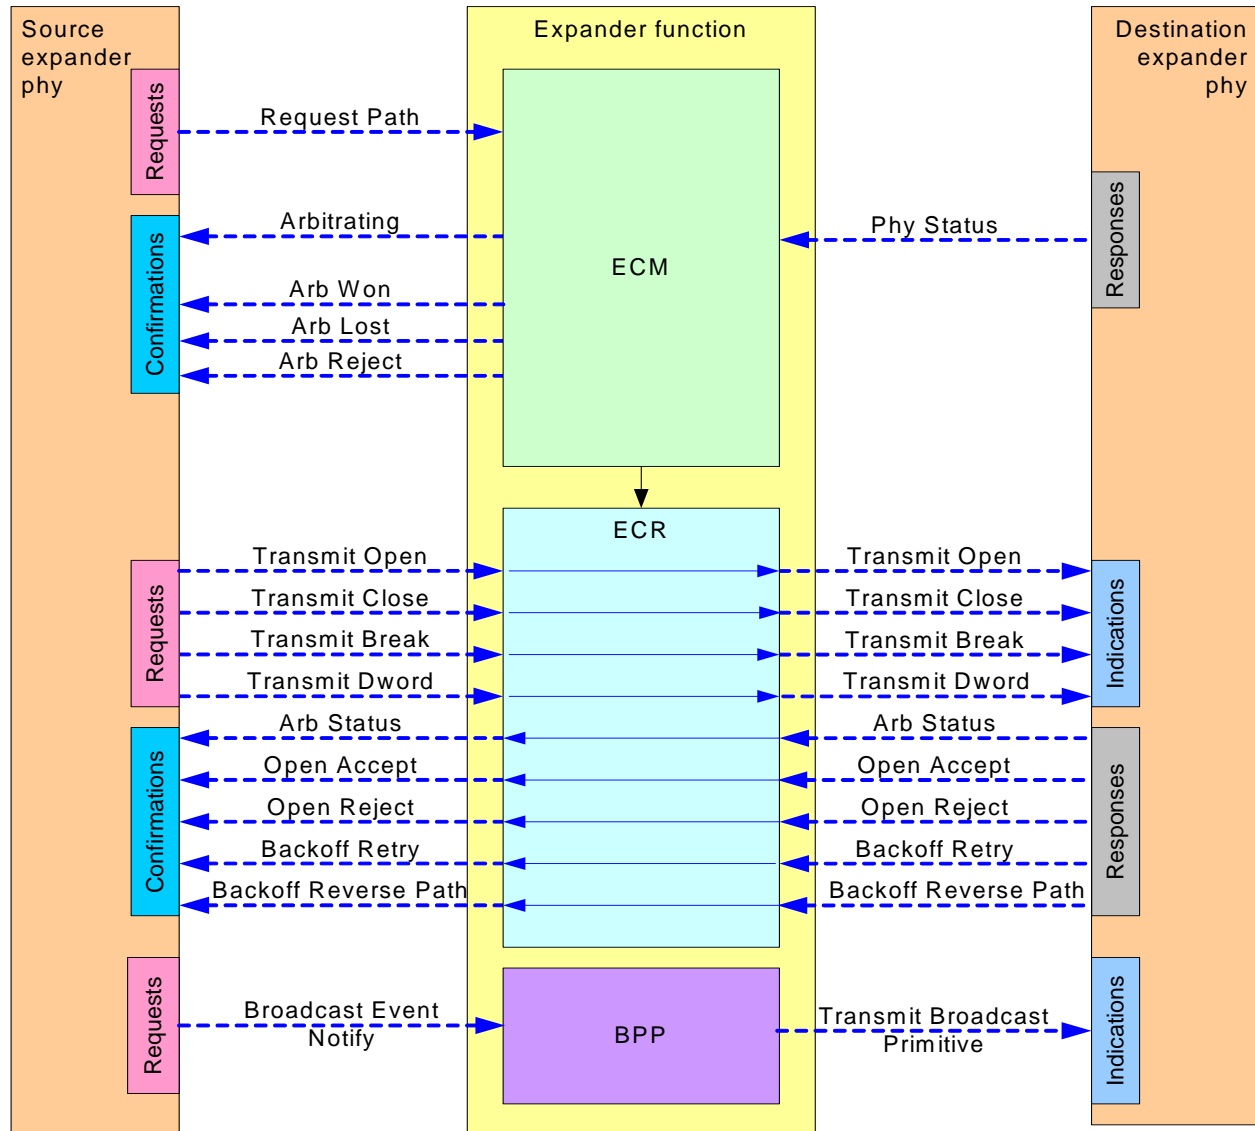 Source
expander
phy
Expander function
Destination
expander
phy
Requests
Request Path
Confirmations
Arbitrating
Arb Won
Arb Lost
Arb Reject
ECM
Phy Status
Responses
ECR
Requests
Transmit Open
Transmit Close
Transmit Break
Transmit Dword
Transmit Open
Transmit Close
Transmit Break
Transmit Dword
Indications
Confirmations
Arb Status
Open Accept
Open Reject
Backoff Retry
Backoff Reverse Path
Arb Status
Open Accept
Open Reject
Backoff Retry
Backoff Reverse Path
Responses
Requests
Broadcast Event
Notify
BPP
Transmit Broadcast
Primitive
Indications